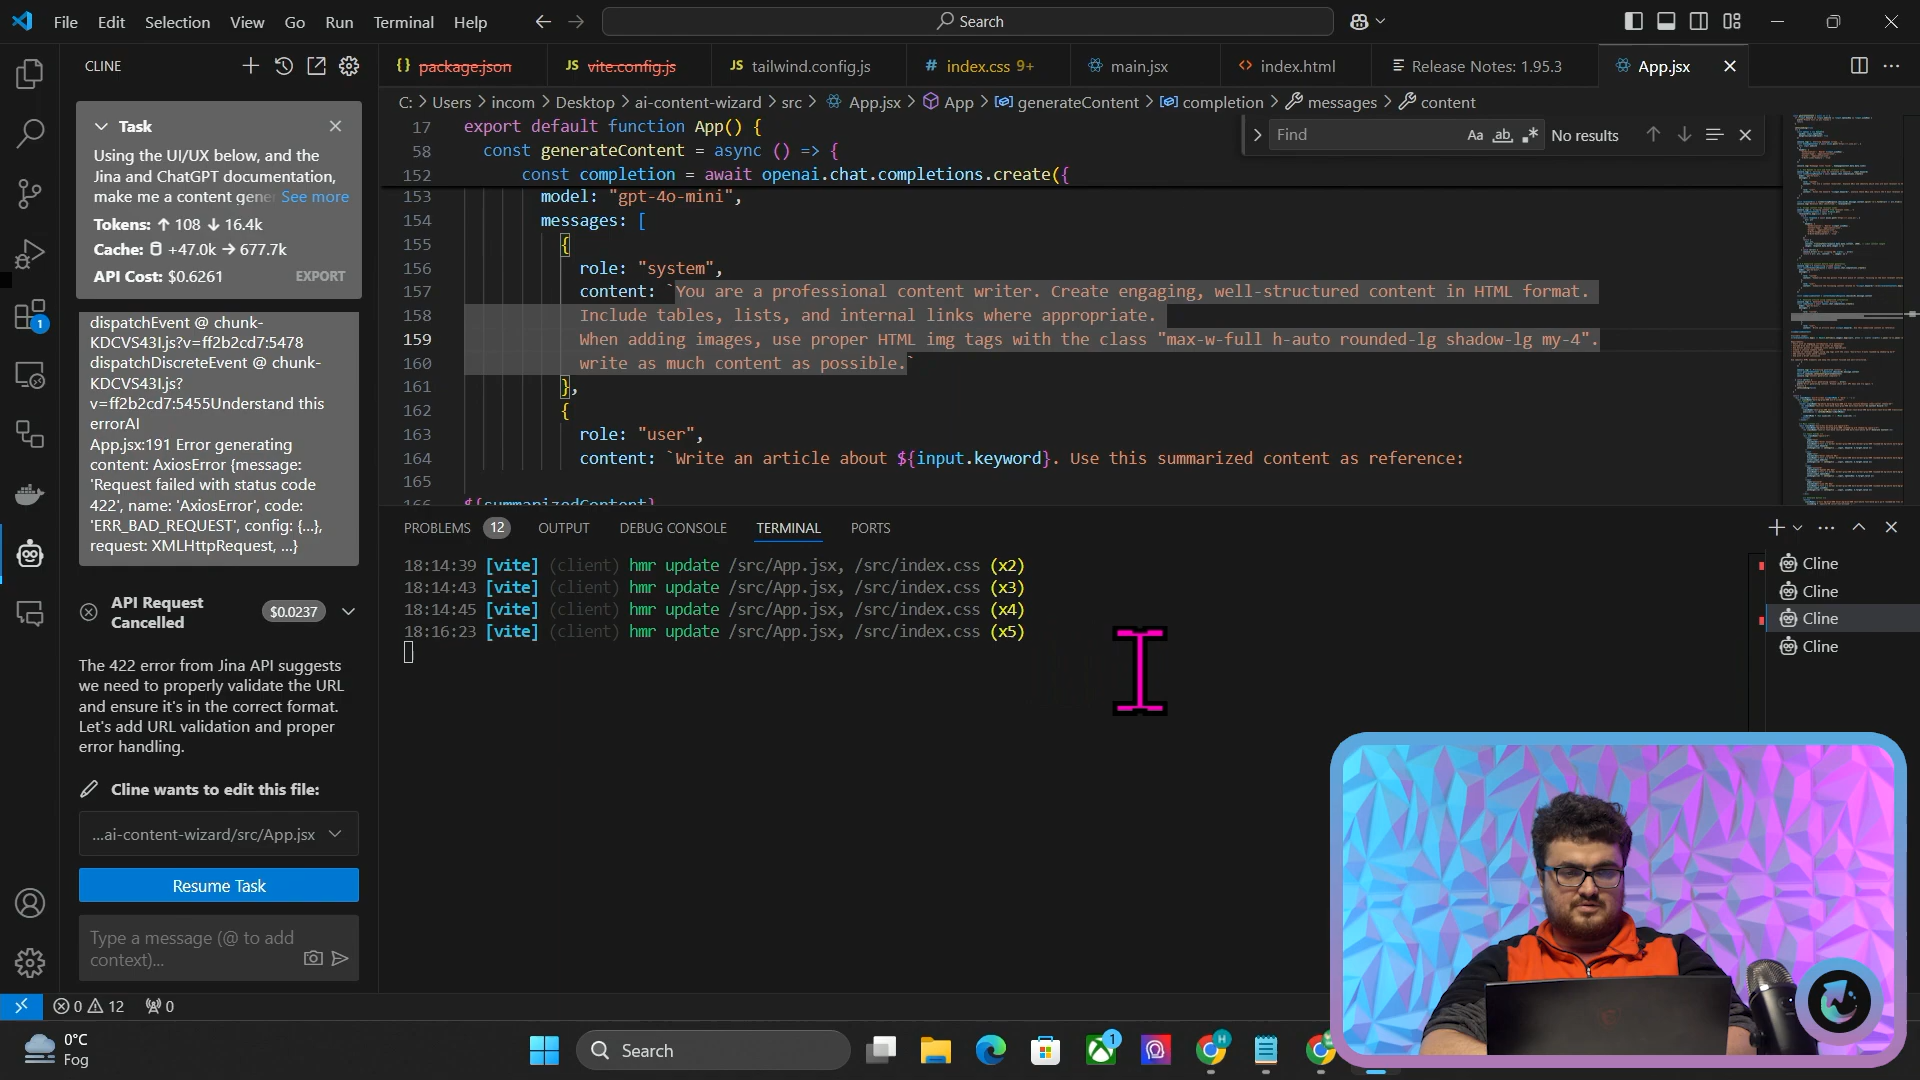 File Edit Selection View Go Run Terminal Help
Search
CLINE
Task
Using the UI/UX below, and the
Jina and ChatGPT documentation,
make me a content gene See more
Tokens: ↑ 108 ↓ 16.4k
Cache: +47.0k → 677.7k
API Cost: $0.6261 EXPORT
dispatchEvent @ chunk-
KDCVS43I.js?v=ff2b2cd7:5478
dispatchDiscreteEvent @ chunk-
KDCVS43I.js?
v=ff2b2cd7:5455Understand this
errorAI
App.jsx:191 Error generating
content: AxiosError {message:
'Request failed with status code
422', name: 'AxiosError', code:
'ERR_BAD_REQUEST', config: {…},
request: XMLHttpRequest, …}
API Request
Cancelled
$0.0237
The 422 error from Jina API suggests
we need to properly validate the URL
and ensure it's in the correct format.
Let's add URL validation and proper
error handling.
Cline wants to edit this file:
...ai-content-wizard/src/App.jsx
Resume Task
Type a message (@ to add
context)...
{} package.json
JS vite.config.js
JS tailwind.config.js
# index.css 9+
main.jsx
<> index.html
Release Notes: 1.95.3
App.jsx
C: > Users > incom > Desktop > ai-content-wizard > src > App.jsx > App > generateContent > completion > messages > content
Find
Aa ab .* No results
17 export default function App() {
58 const generateContent = async () => {
152 const completion = await openai.chat.completions.create({
153 model: "gpt-4o-mini",
154 messages: [
155 {
156 role: "system",
157 content: `You are a professional content writer. Create engaging, well-structured content in HTML format.
158 Include tables, lists, and internal links where appropriate.
159 When adding images, use proper HTML img tags with the class "max-w-full h-auto rounded-lg shadow-lg my-4".
160 write as much content as possible.`
161 },
162 {
163 role: "user",
164 content: `Write an article about ${input.keyword}. Use this summarized content as reference:
165
166 ${summarizedContent}
PROBLEMS 12 OUTPUT DEBUG CONSOLE TERMINAL PORTS
18:14:39 [vite] (client) hmr update /src/App.jsx, /src/index.css (x2)
18:14:43 [vite] (client) hmr update /src/App.jsx, /src/index.css (x3)
18:14:45 [vite] (client) hmr update /src/App.jsx, /src/index.css (x4)
18:16:23 [vite] (client) hmr update /src/App.jsx, /src/index.css (x5)
Cline
Cline
Cline
Cline
1
0 12 0
0°C
Fog
Search
1
H